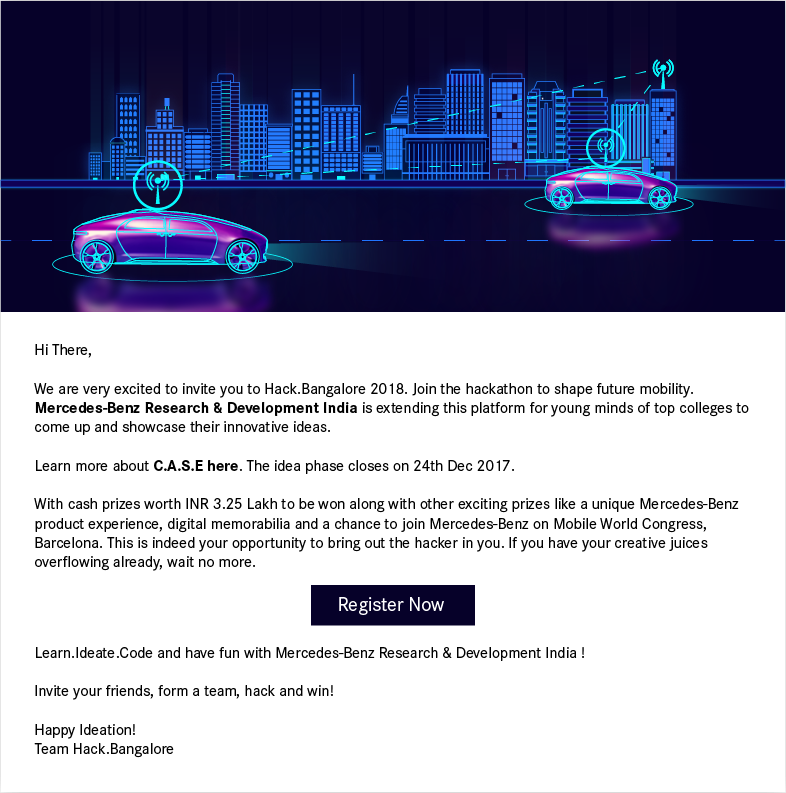 Hi There,
We are very excited to invite you to Hack.Bangalore 2018. Join the hackathon to shape future mobility.
Mercedes-Benz Research & Development India is extending this platform for young minds of top colleges to
come up and showcase their innovative ideas.
Learn more about C.A.S.E here. The idea phase closes on 24th Dec 2017.
With cash prizes worth INR 3.25 Lakh to be won along with other exciting prizes like a unique Mercedes-Benz
product experience, digital memorabilia and a chance to join Mercedes-Benz on Mobile World Congress,
Barcelona. This is indeed your opportunity to bring out the hacker in you. If you have your creative juices
overflowing already, wait no more.
Register Now
Learn.Ideate.Code and have fun with Mercedes-Benz Research & Development India !
Invite your friends, form a team, hack and win!
Happy Ideation!
Team Hack.Bangalore